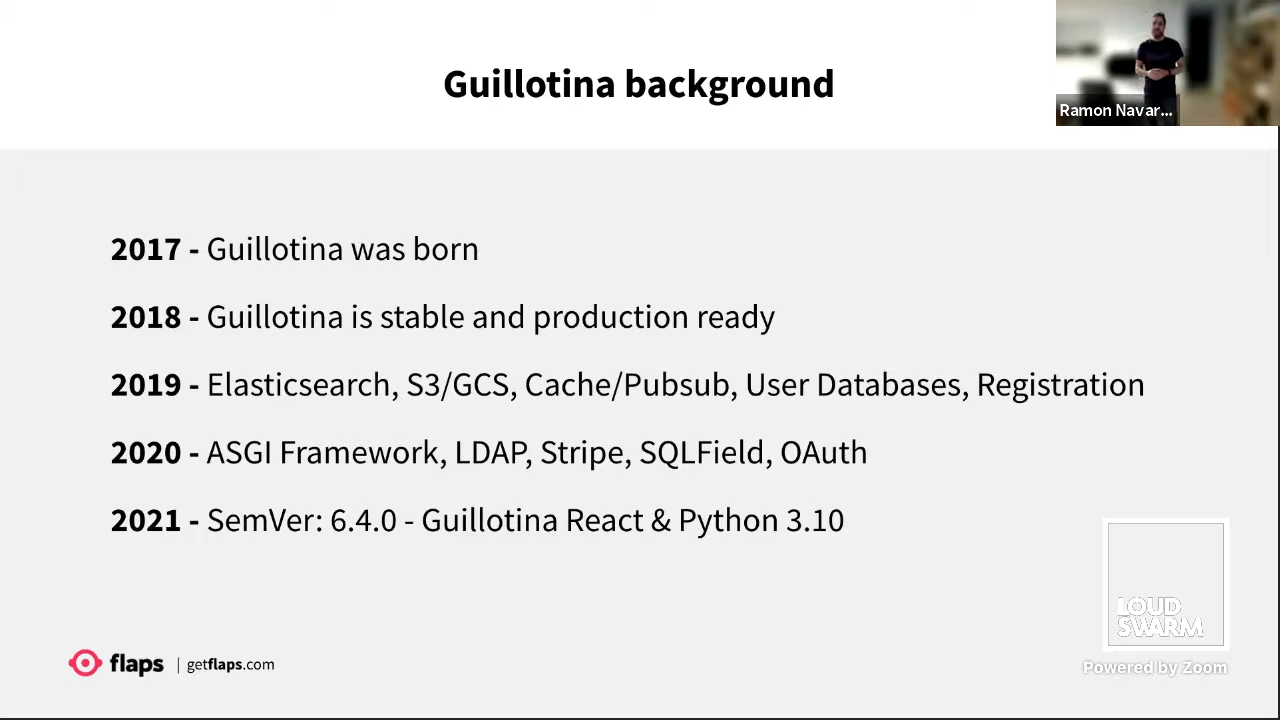 Guillotina background
Ramon Navar...
2017 - Guillotina was born
2018 - Guillotina is stable and production ready
2019 - Elasticsearch, S3/GCS, Cache/Pubsub, User Databases, Registration
2020 - ASGI Framework, LDAP, Stripe, SQLField, OAuth
2021 - SemVer: 6.4.0 - Guillotina React & Python 3.10
LOUD
SWARM
flaps | getflaps.com
Powered by Zoom